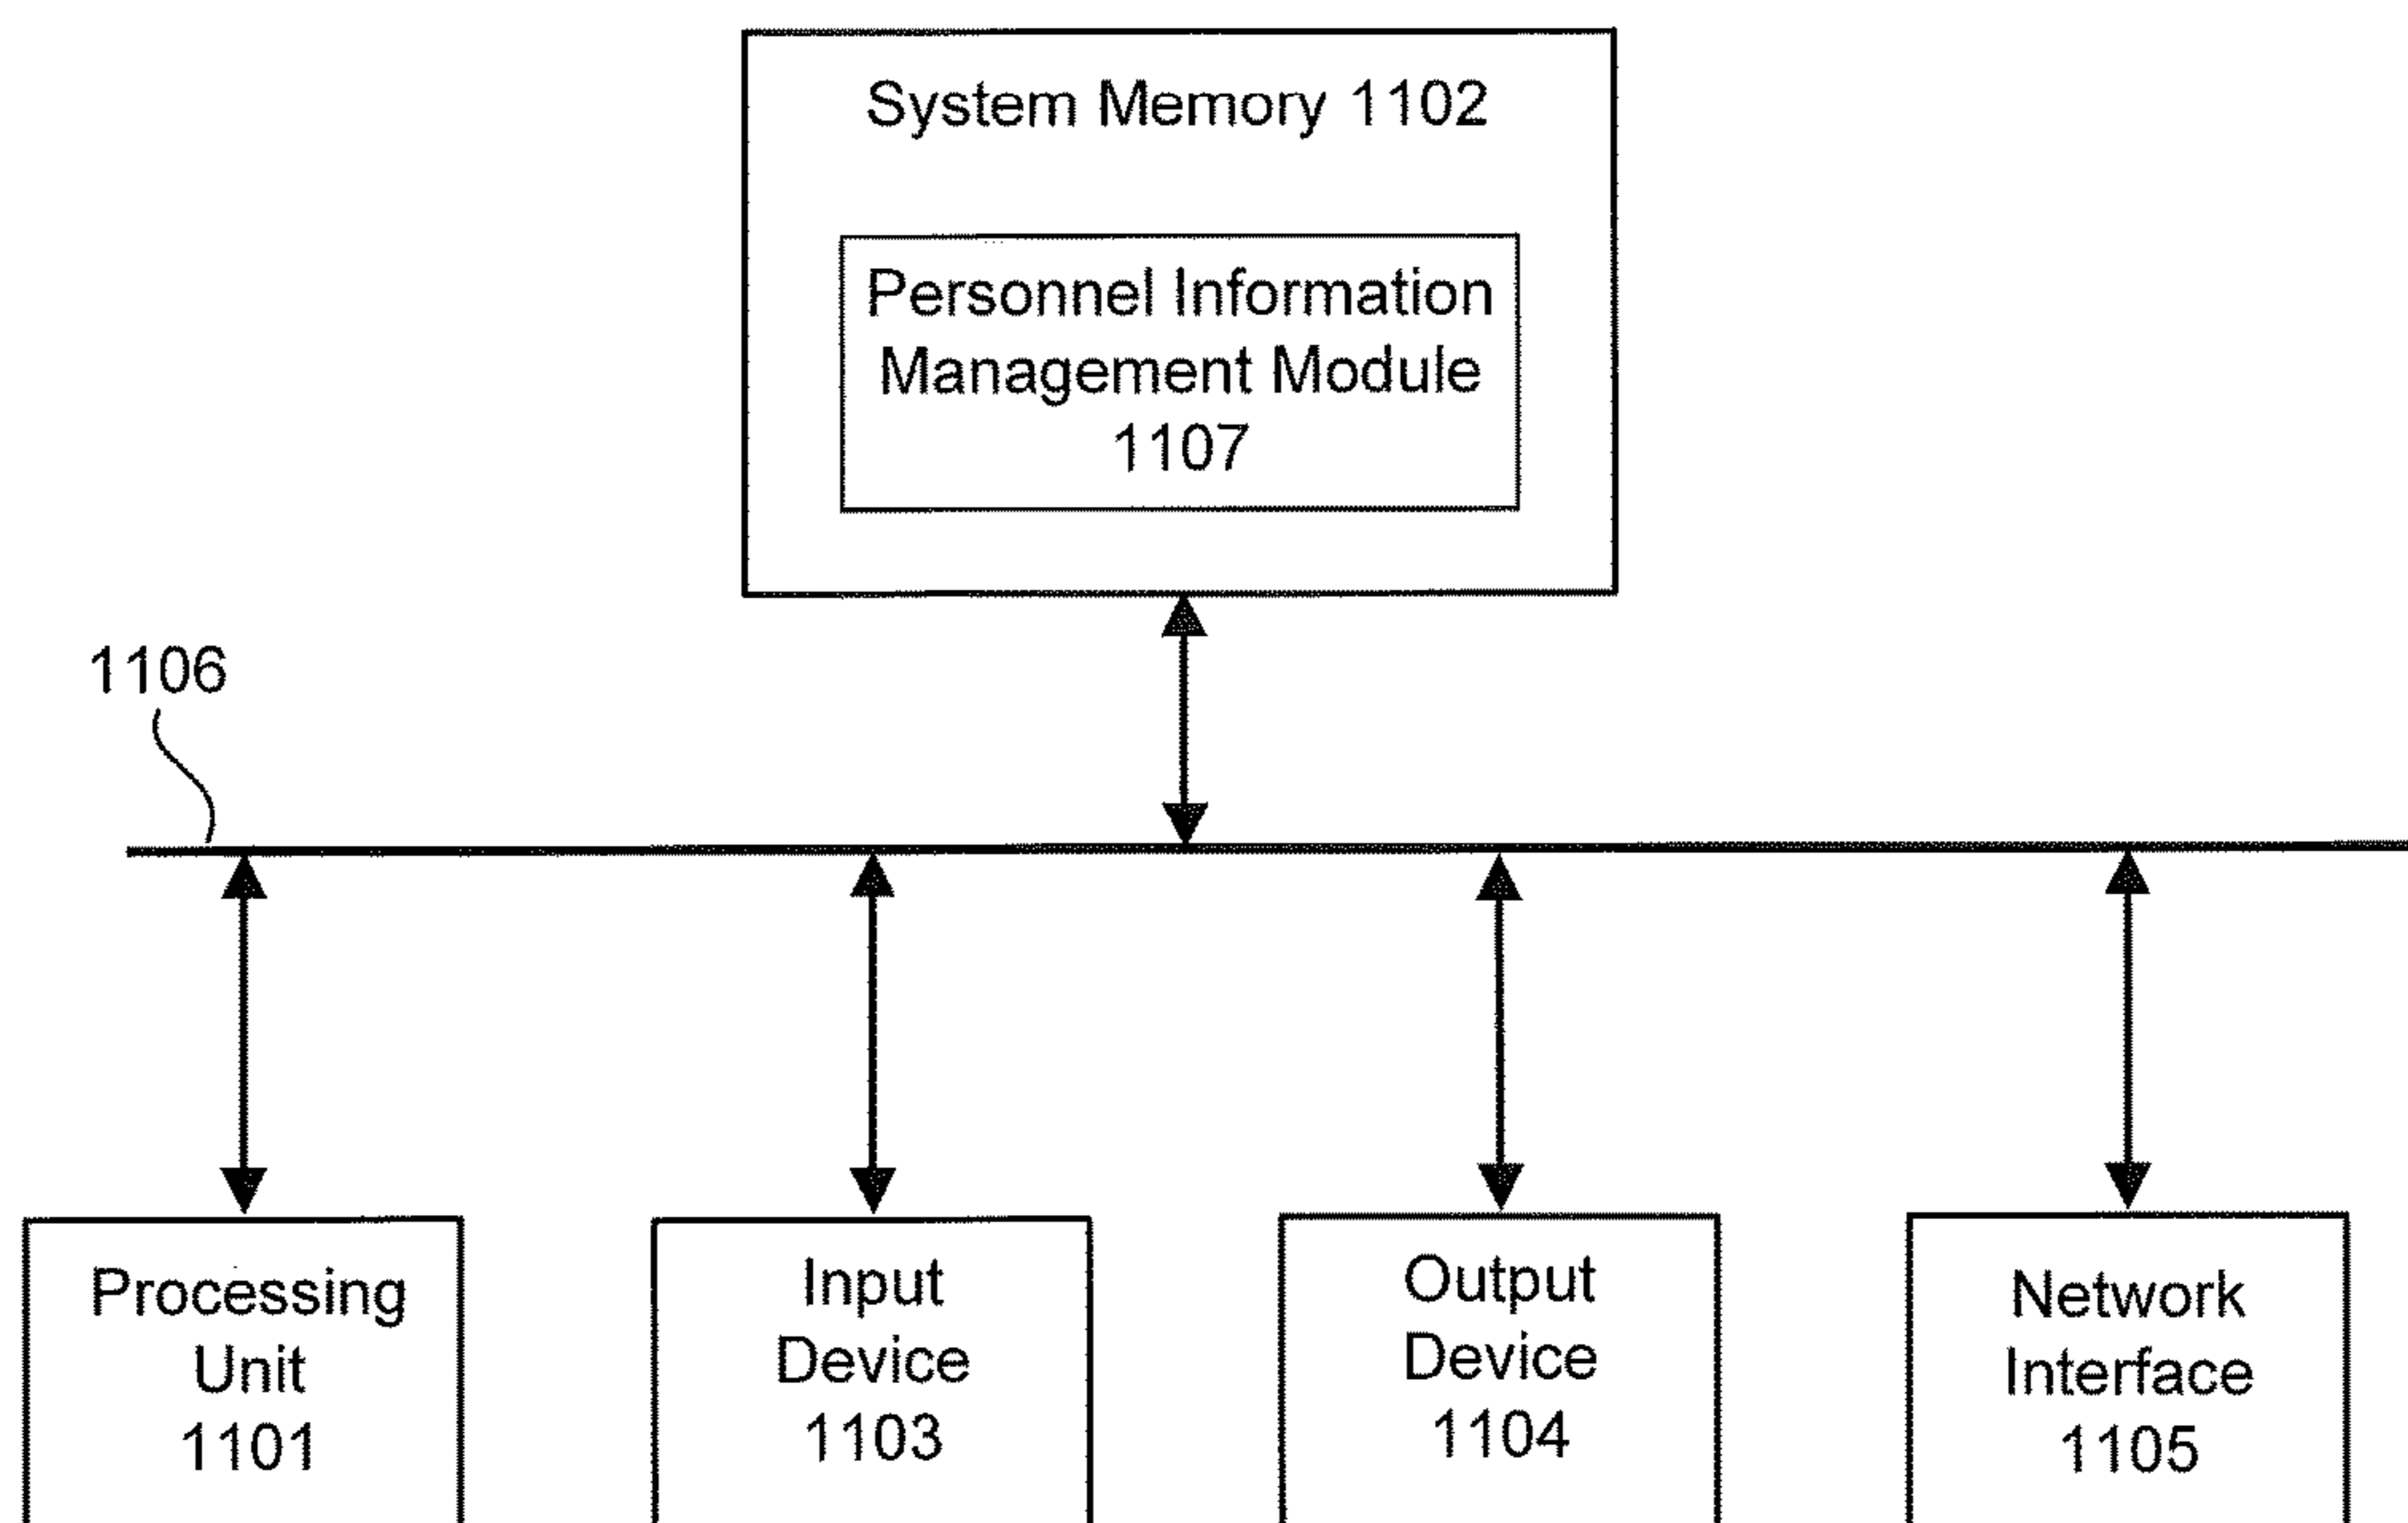 System Memory 1102
Personnel Information
Management Module
1107
1106
Processing
Unit
1101
Input
Device
1103
Output
Device
1104
Network
Interface
1105